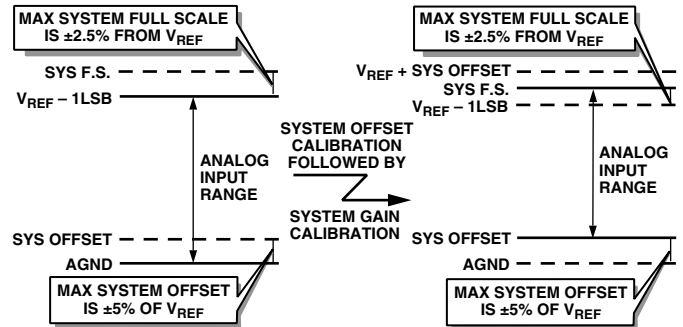 MAX SYSTEM FULL SCALE
IS ±2.5% FROM VREF
SYS F.S.
VREF – 1LSB
ANALOG
INPUT
RANGE
SYS OFFSET
AGND
MAX SYSTEM OFFSET
IS ±5% OF VREF
SYSTEM OFFSET
CALIBRATION
FOLLOWED BY
SYSTEM GAIN
CALIBRATION
MAX SYSTEM FULL SCALE
IS ±2.5% FROM VREF
VREF + SYS OFFSET
SYS F.S.
VREF – 1LSB
ANALOG
INPUT
RANGE
SYS OFFSET
AGND
MAX SYSTEM OFFSET
IS ±5% OF VREF